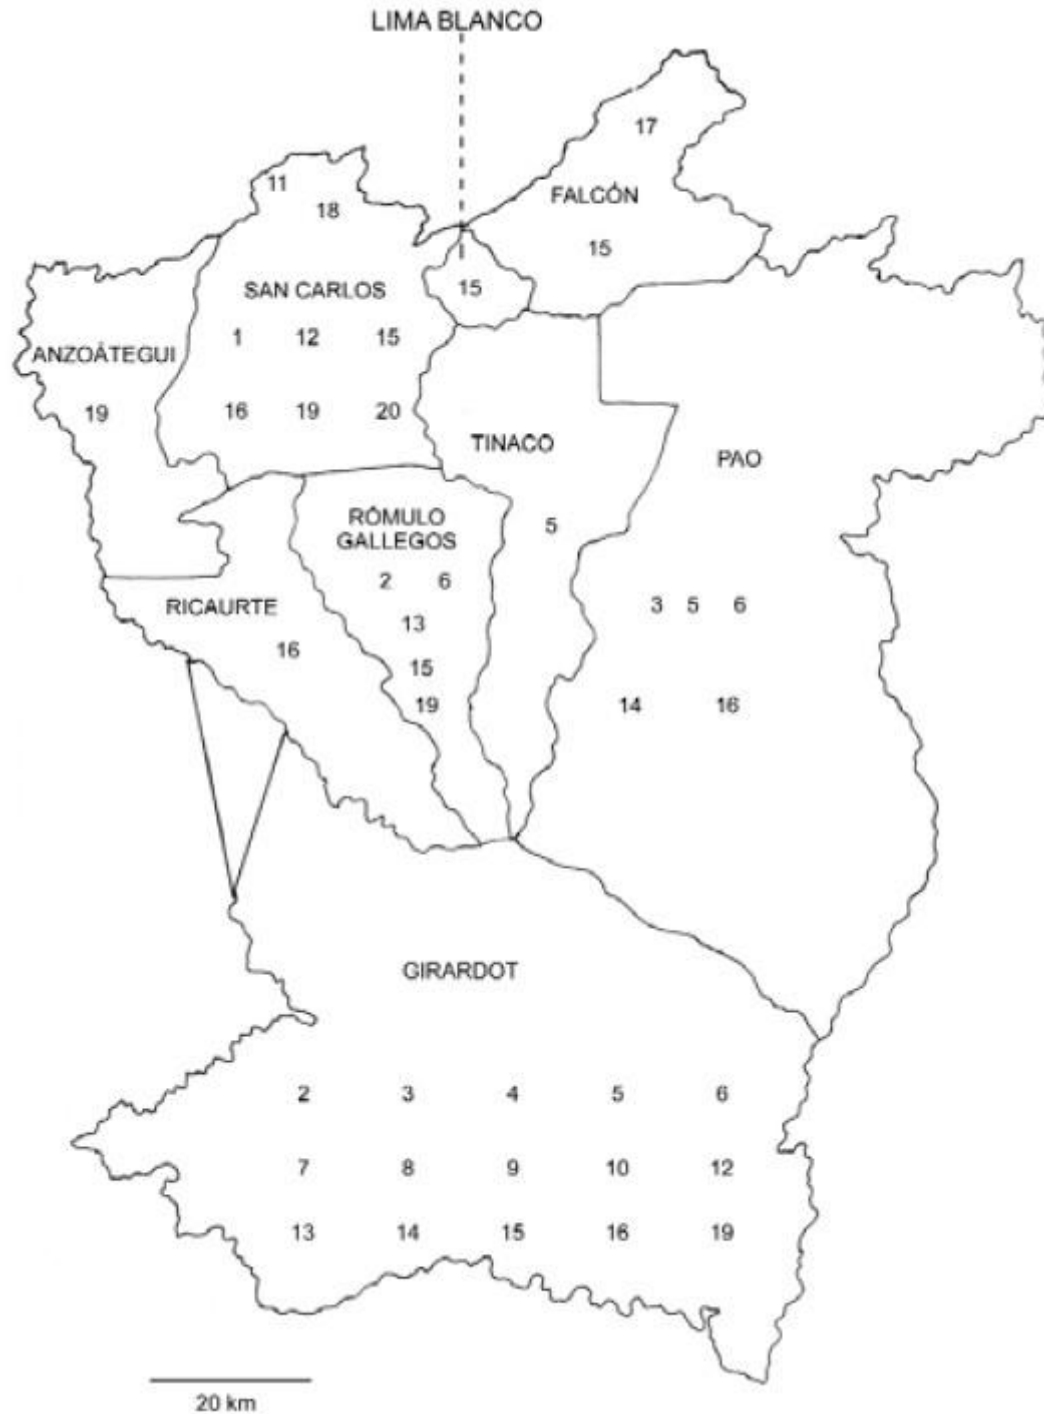 LIMA BLANCO
17
11
18
FALCÓN
15
SAN CARLOS
15
1 12 15
ANZOÁTEGUI
19
16 19 20
TINACO
PAO
RÓMULO
GALLEGOS
5
2 6
3 5 6
RICAURTE
13
16
15
19
14 16
GIRARDOT
2 3 4 5 6
7 8 9 10 12
13 14 15 16 19
20 km